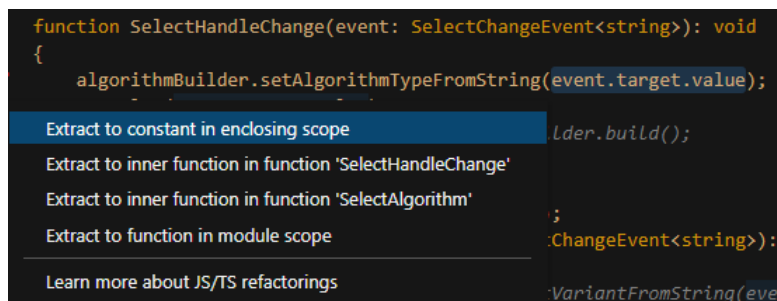 function SelectHandleChange(event: SelectChangeEvent<string>): void
{
algorithmBuilder.setAlgorithmTypeFromString(event.target.value);
Extract to constant in enclosing scope
lder.build();
Extract to inner function in function 'SelectHandleChange'
Extract to inner function in function 'SelectAlgorithm'
;
Extract to function in module scope
ChangeEvent<string>):
Learn more about JS/TS refactorings
VariantFromString(eve